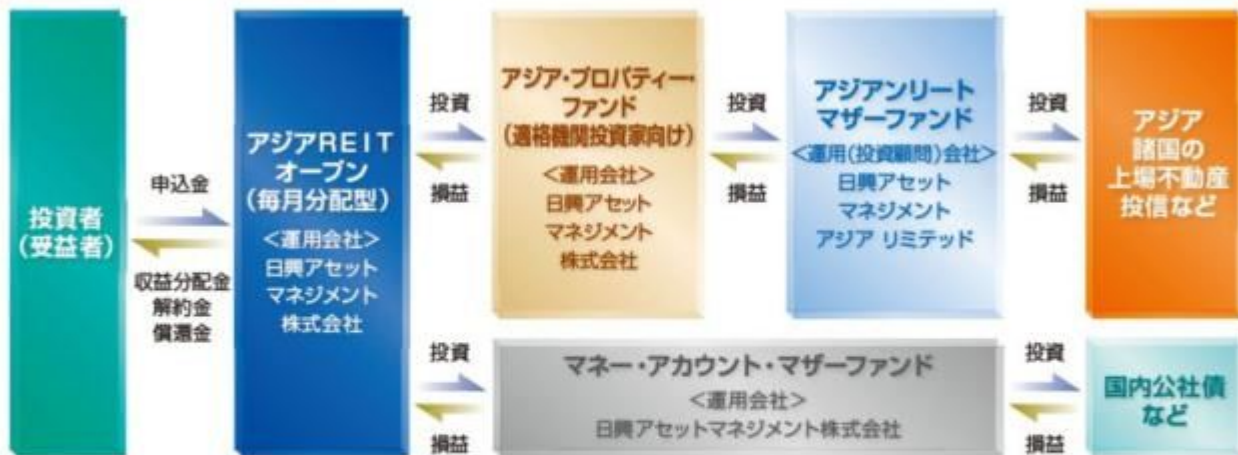 投資者
(受益者)
申込金
収益分配金
解約金
償還金
アジアREIT
オープン
(毎月分配型)
<運用会社>
日興アセット
マネジメント
株式会社
投資
損益
アジア・プロパティー・
ファンド
(適格機関投資家向け)
<運用会社>
日興アセット
マネジメント
株式会社
投資
損益
アジアンリート
マザーファンド
<運用(投資顧問)会社>
日興アセット
マネジメント
アジア リミテッド
投資
損益
アジア
諸国の
上場不動産
投信など
投資
損益
マネー・アカウント・マザーファンド
<運用会社>
日興アセットマネジメント株式会社
投資
損益
国内公社債
など